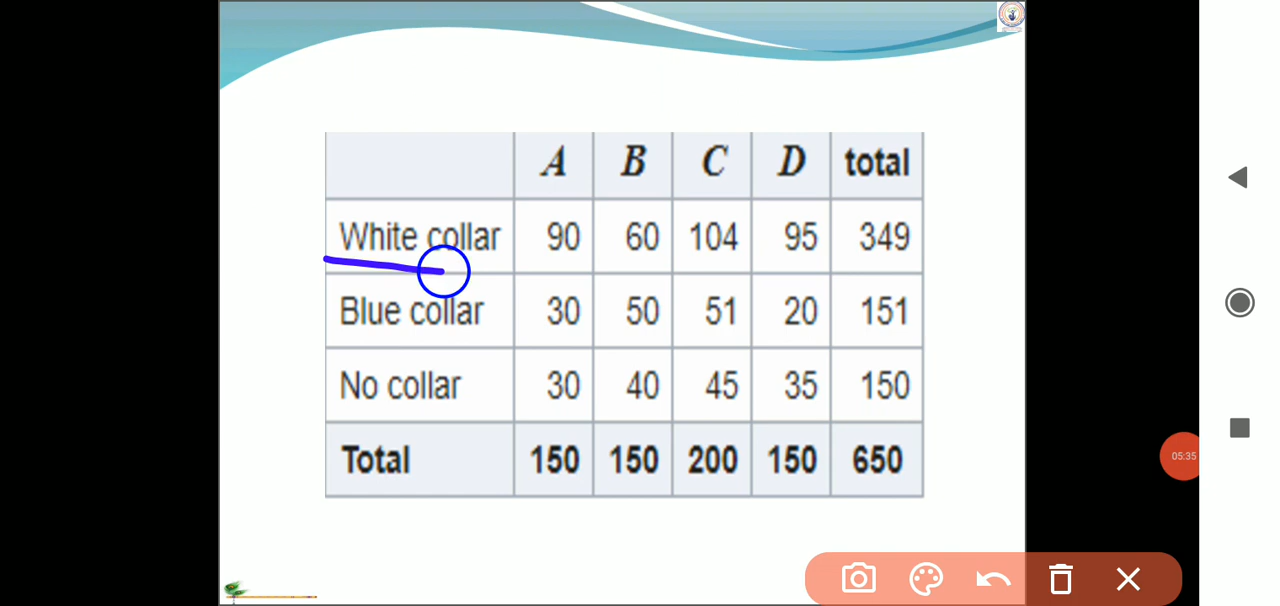 A B C D total
White collar 90 60 104 95 349
Blue collar 30 50 51 20 151
No collar 30 40 45 35 150
Total 150 150 200 150 650
05:35